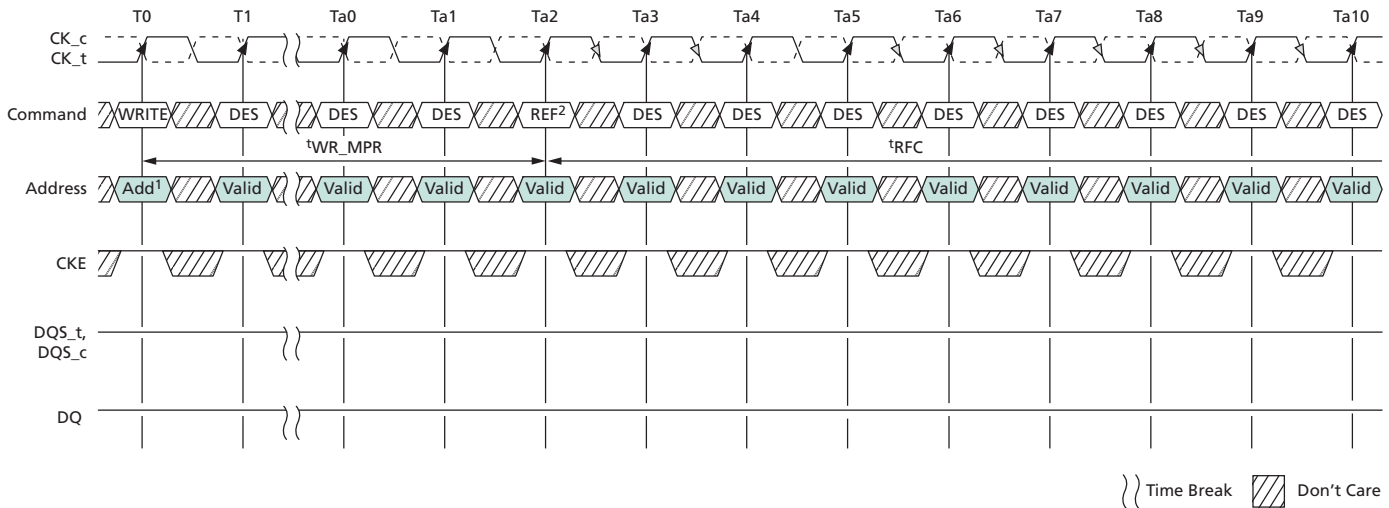 T0 T1 Ta0 Ta1 Ta2 Ta3 Ta4 Ta5 Ta6 Ta7 Ta8 Ta9 Ta10
CK_c
CK_t
Command WRITE DES DES DES REF² DES DES DES DES DES DES DES DES
ᵗWR_MPR ᵗRFC
Address Add¹ Valid Valid Valid Valid Valid Valid Valid Valid Valid Valid Valid Valid
CKE
DQS_t,
DQS_c
DQ
Time Break Don't Care